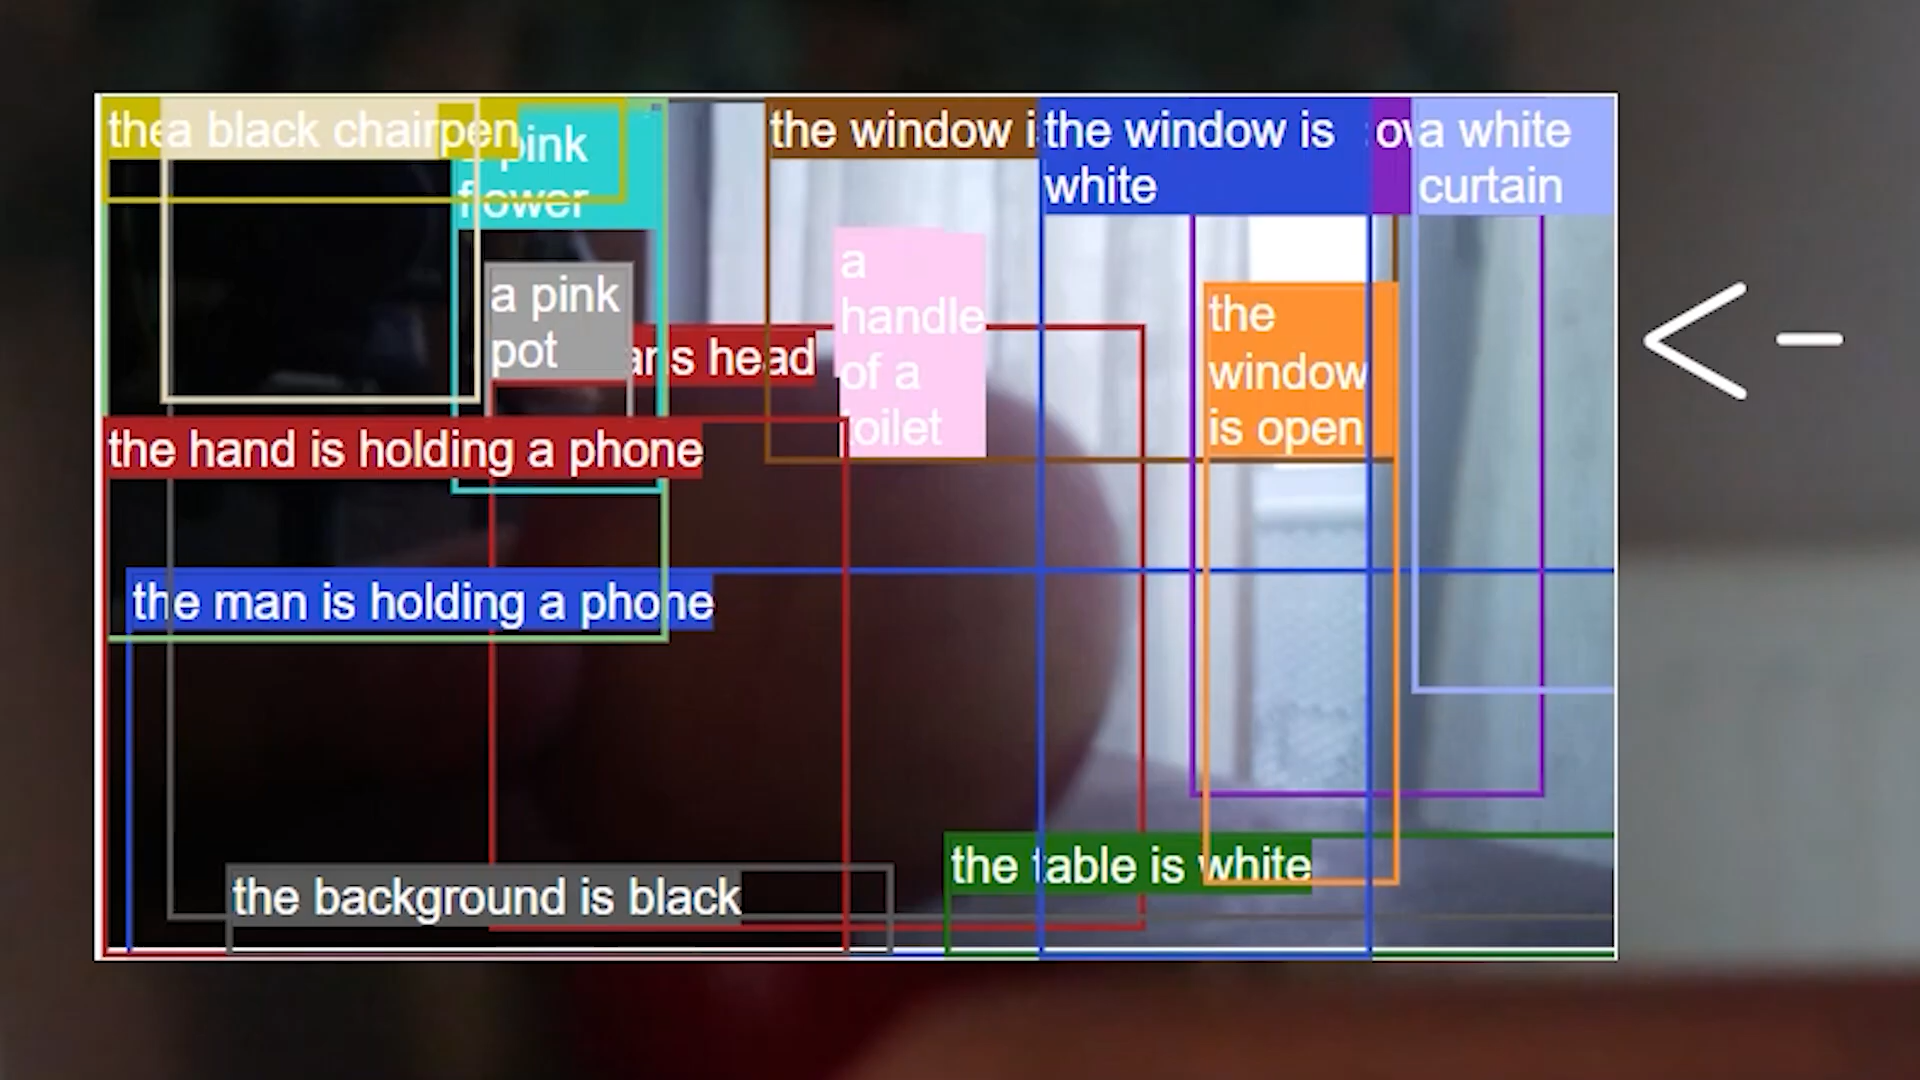 a black chair
pink
flower
the window
the window is
white
a white
curtain
a pink
pot
head
a
handle
of a
toilet
the
window
is open
the hand is holding a phone
the man is holding a phone
the table is white
the background is black